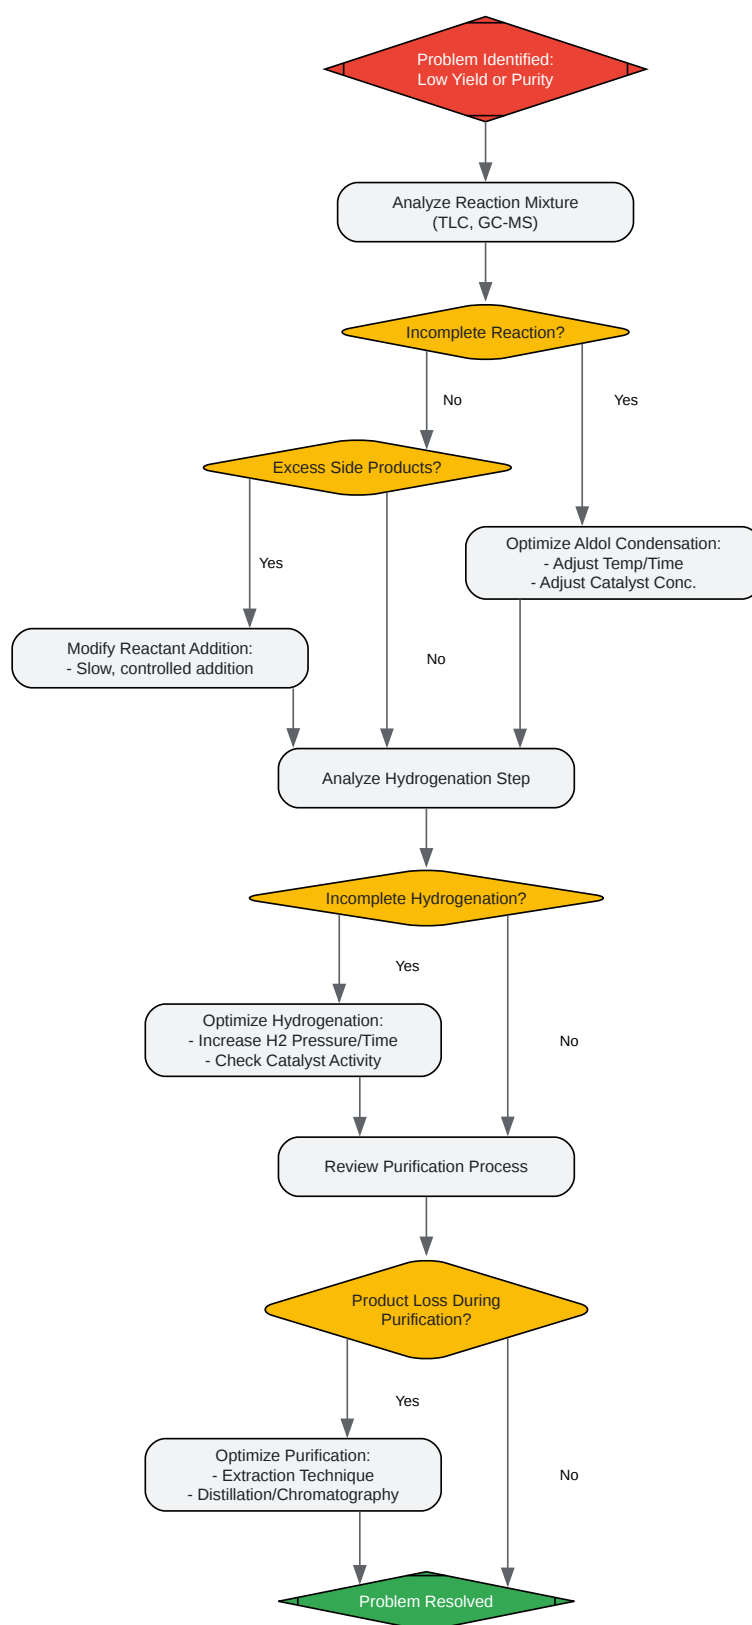 Problem Identified:
Low Yield or Purity
Analyze Reaction Mixture
(TLC, GC-MS)
Incomplete Reaction?
No
Yes
Excess Side Products?
Optimize Aldol Condensation:
- Adjust Temp/Time
- Adjust Catalyst Conc.
Yes
Modify Reactant Addition:
- Slow, controlled addition
No
Analyze Hydrogenation Step
Incomplete Hydrogenation?
Yes
Optimize Hydrogenation:
- Increase H2 Pressure/Time
- Check Catalyst Activity
No
Review Purification Process
Product Loss During
Purification?
Yes
Optimize Purification:
- Extraction Technique
- Distillation/Chromatography
No
Problem Resolved